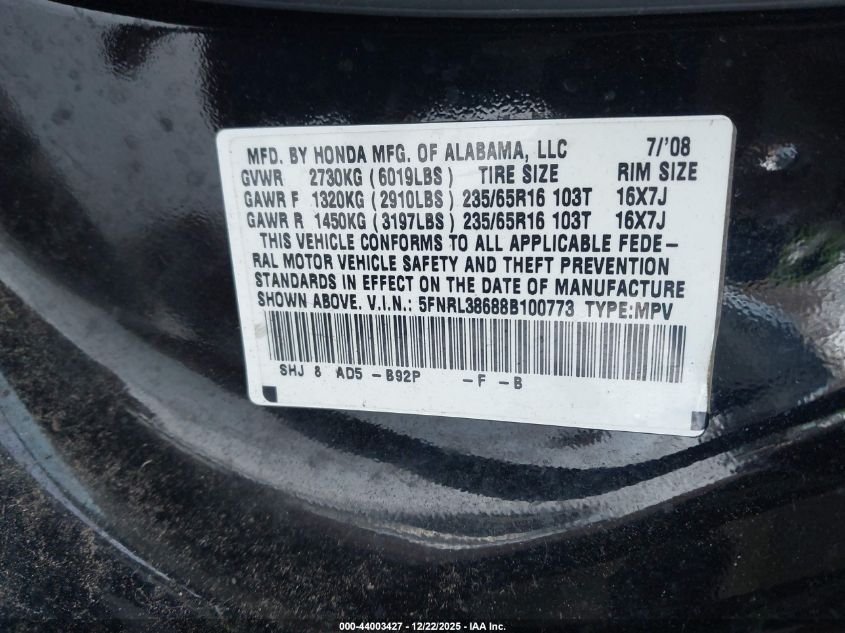 MFD. BY HONDA MFG. OF ALABAMA, LLC 7/'08
GVWR 2730KG (6019LBS) TIRE SIZE RIM SIZE
GAWR F 1320KG (2910LBS) 235/65R16 103T 16X7J
GAWR R 1450KG (3197LBS) 235/65R16 103T 16X7J
THIS VEHICLE CONFORMS TO ALL APPLICABLE FEDE-
RAL MOTOR VEHICLE SAFETY AND THEFT PREVENTION
STANDARDS IN EFFECT ON THE DATE OF MANUFACTURE
SHOWN ABOVE. V.I.N.: 5FNRL38688B100773 TYPE:MPV
SHJ 8 AD5 -B92P -F -B
000-44003427 - 12/22/2025 - IAA Inc.